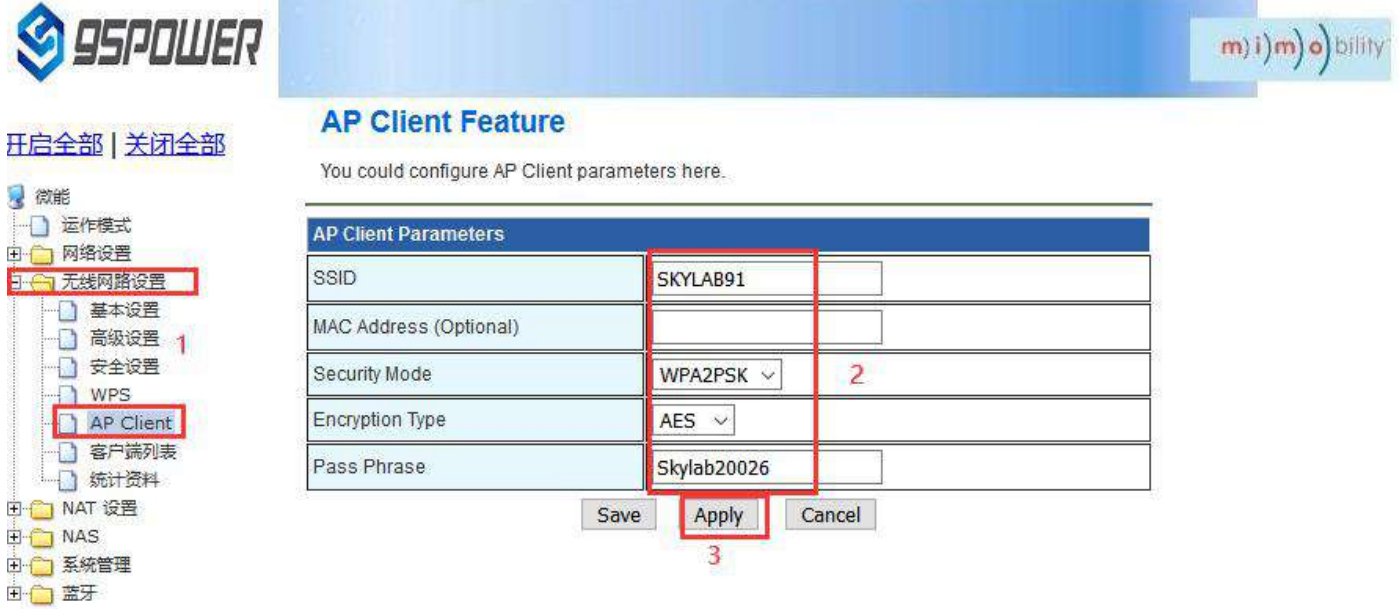 95POWER
m)i)m)o)bility
开启全部 | 关闭全部
微能
运作模式
网络设置
无线网路设置
基本设置
高级设置
1
安全设置
WPS
AP Client
客户端列表
统计资料
NAT 设置
NAS
系統管理
蓝牙
AP Client Feature
You could configure AP Client parameters here.
AP Client Parameters
SSID SKYLAB91
MAC Address (Optional)
Security Mode WPA2PSK 2
Encryption Type AES
Pass Phrase Skylab20026
Save Apply Cancel
3